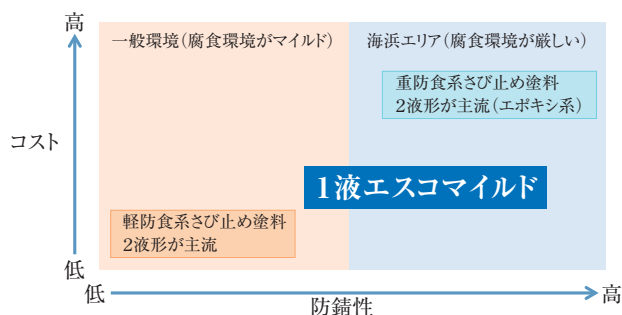 高
一般環境（腐食環境がマイルド）
海浜エリア（腐食環境が厳しい）
重防食系さび止め塗料
2液形が主流（エポキシ系）
コスト
1液エスコマイルド
軽防食系さび止め塗料
2液形が主流
低
低
高
防錆性